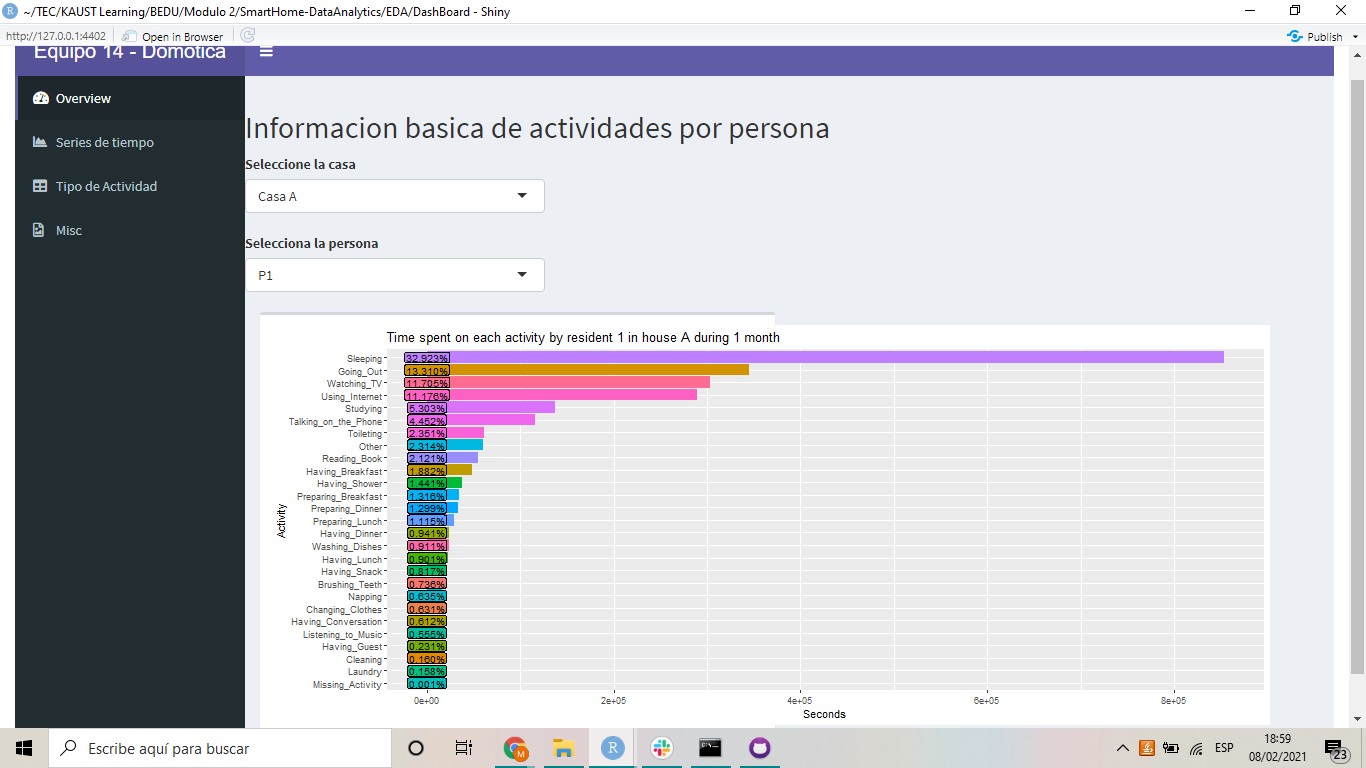 ~/TEC/KAUST Learning/BEDU/Modulo 2/SmartHome-DataAnalytics/EDA/DashBoard - Shiny
http://127.0.0.1:4402 Open in Browser Publish
Equipo 14 - Domotica
Overview
Series de tiempo
Tipo de Actividad
Misc
Informacion basica de actividades por persona
Seleccione la casa
Casa A
Selecciona la persona
P1
Time spent on each activity by resident 1 in house A during 1 month
Activity
Sleeping 32.923%
Going_Out 13.310%
Watching_TV 11.705%
Using_Internet 11.176%
Studying 5.303%
Talking_on_the_Phone 4.452%
Toileting 2.351%
Other 2.314%
Reading_Book 2.121%
Having_Breakfast 1.882%
Having_Shower 1.441%
Preparing_Breakfast 1.316%
Preparing_Dinner 1.299%
Preparing_Lunch 1.115%
Having_Dinner 0.941%
Washing_Dishes 0.911%
Having_Lunch 0.901%
Having_Snack 0.817%
Brushing_Teeth 0.736%
Napping 0.635%
Changing_Clothes 0.631%
Having_Conversation 0.612%
Listening_to_Music 0.555%
Having_Guest 0.231%
Cleaning 0.160%
Laundry 0.158%
Missing_Activity 0.001%
0e+00 2e+05 4e+05 6e+05 8e+05
Seconds
Escribe aquí para buscar
M
R
ESP
18:59
08/02/2021
23